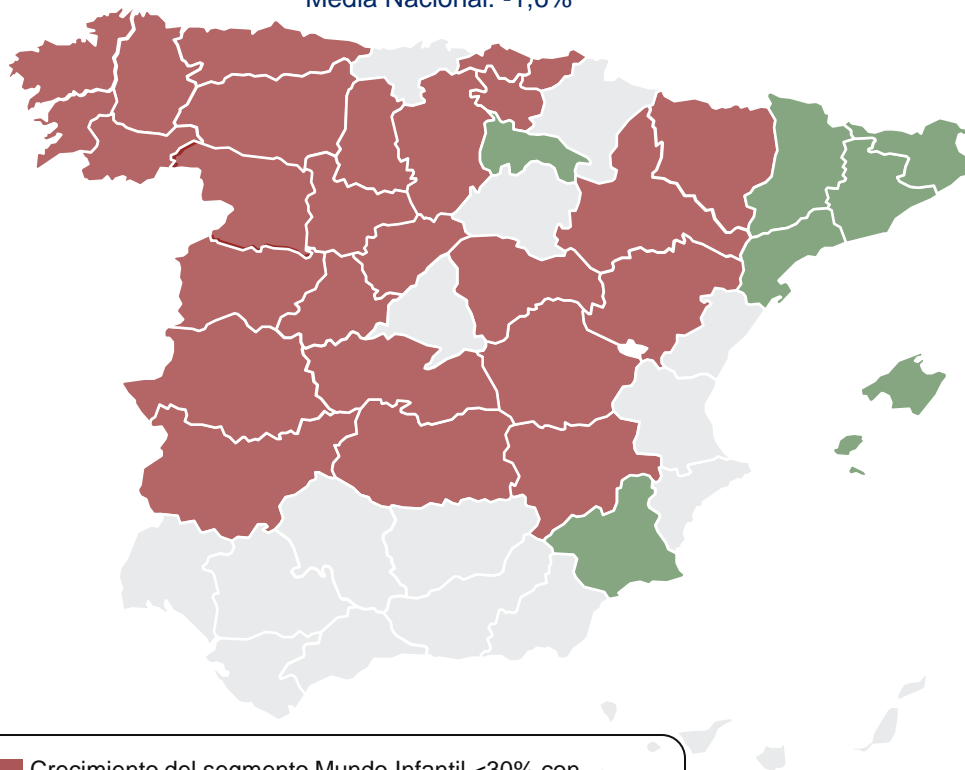 Media Nacional: -1,6%
Crecimiento del segmento Mundo Infantil <30% con